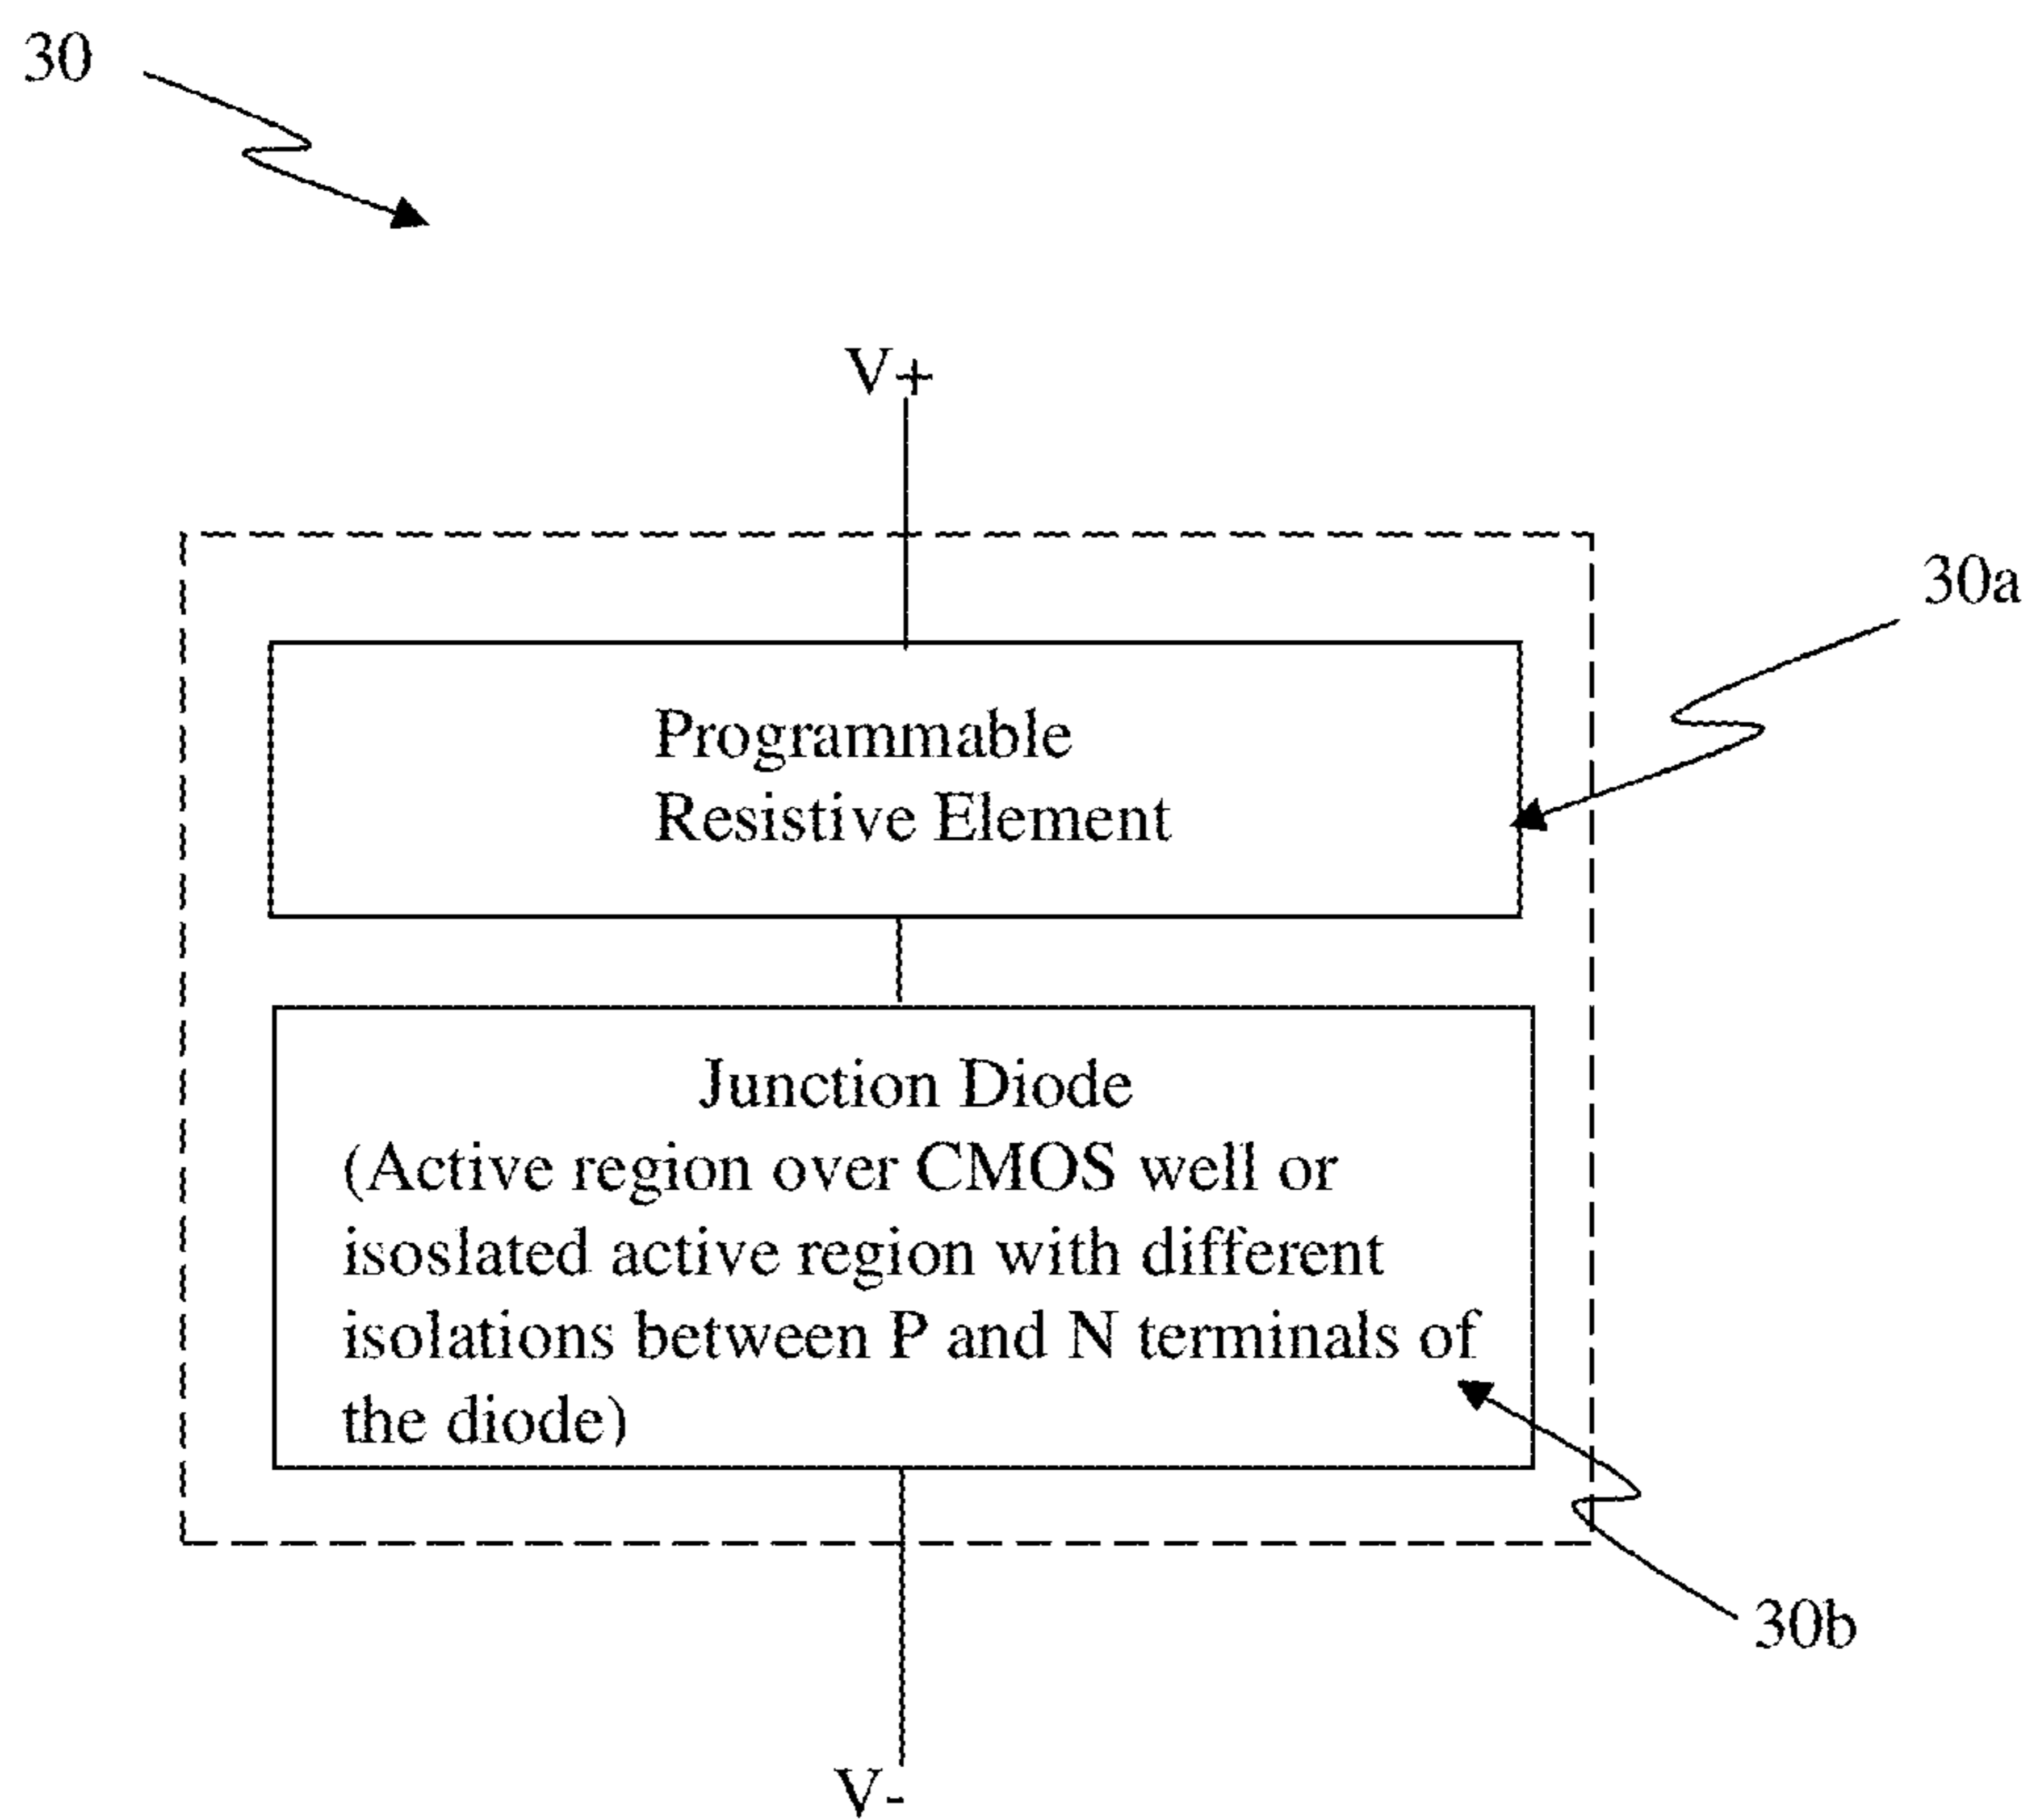 30
V+
30a
Programmable
Resistive Element
Junction Diode
(Active region over CMOS well or
isoslated active region with different
isolations between P and N terminals of
the diode)
30b
V-